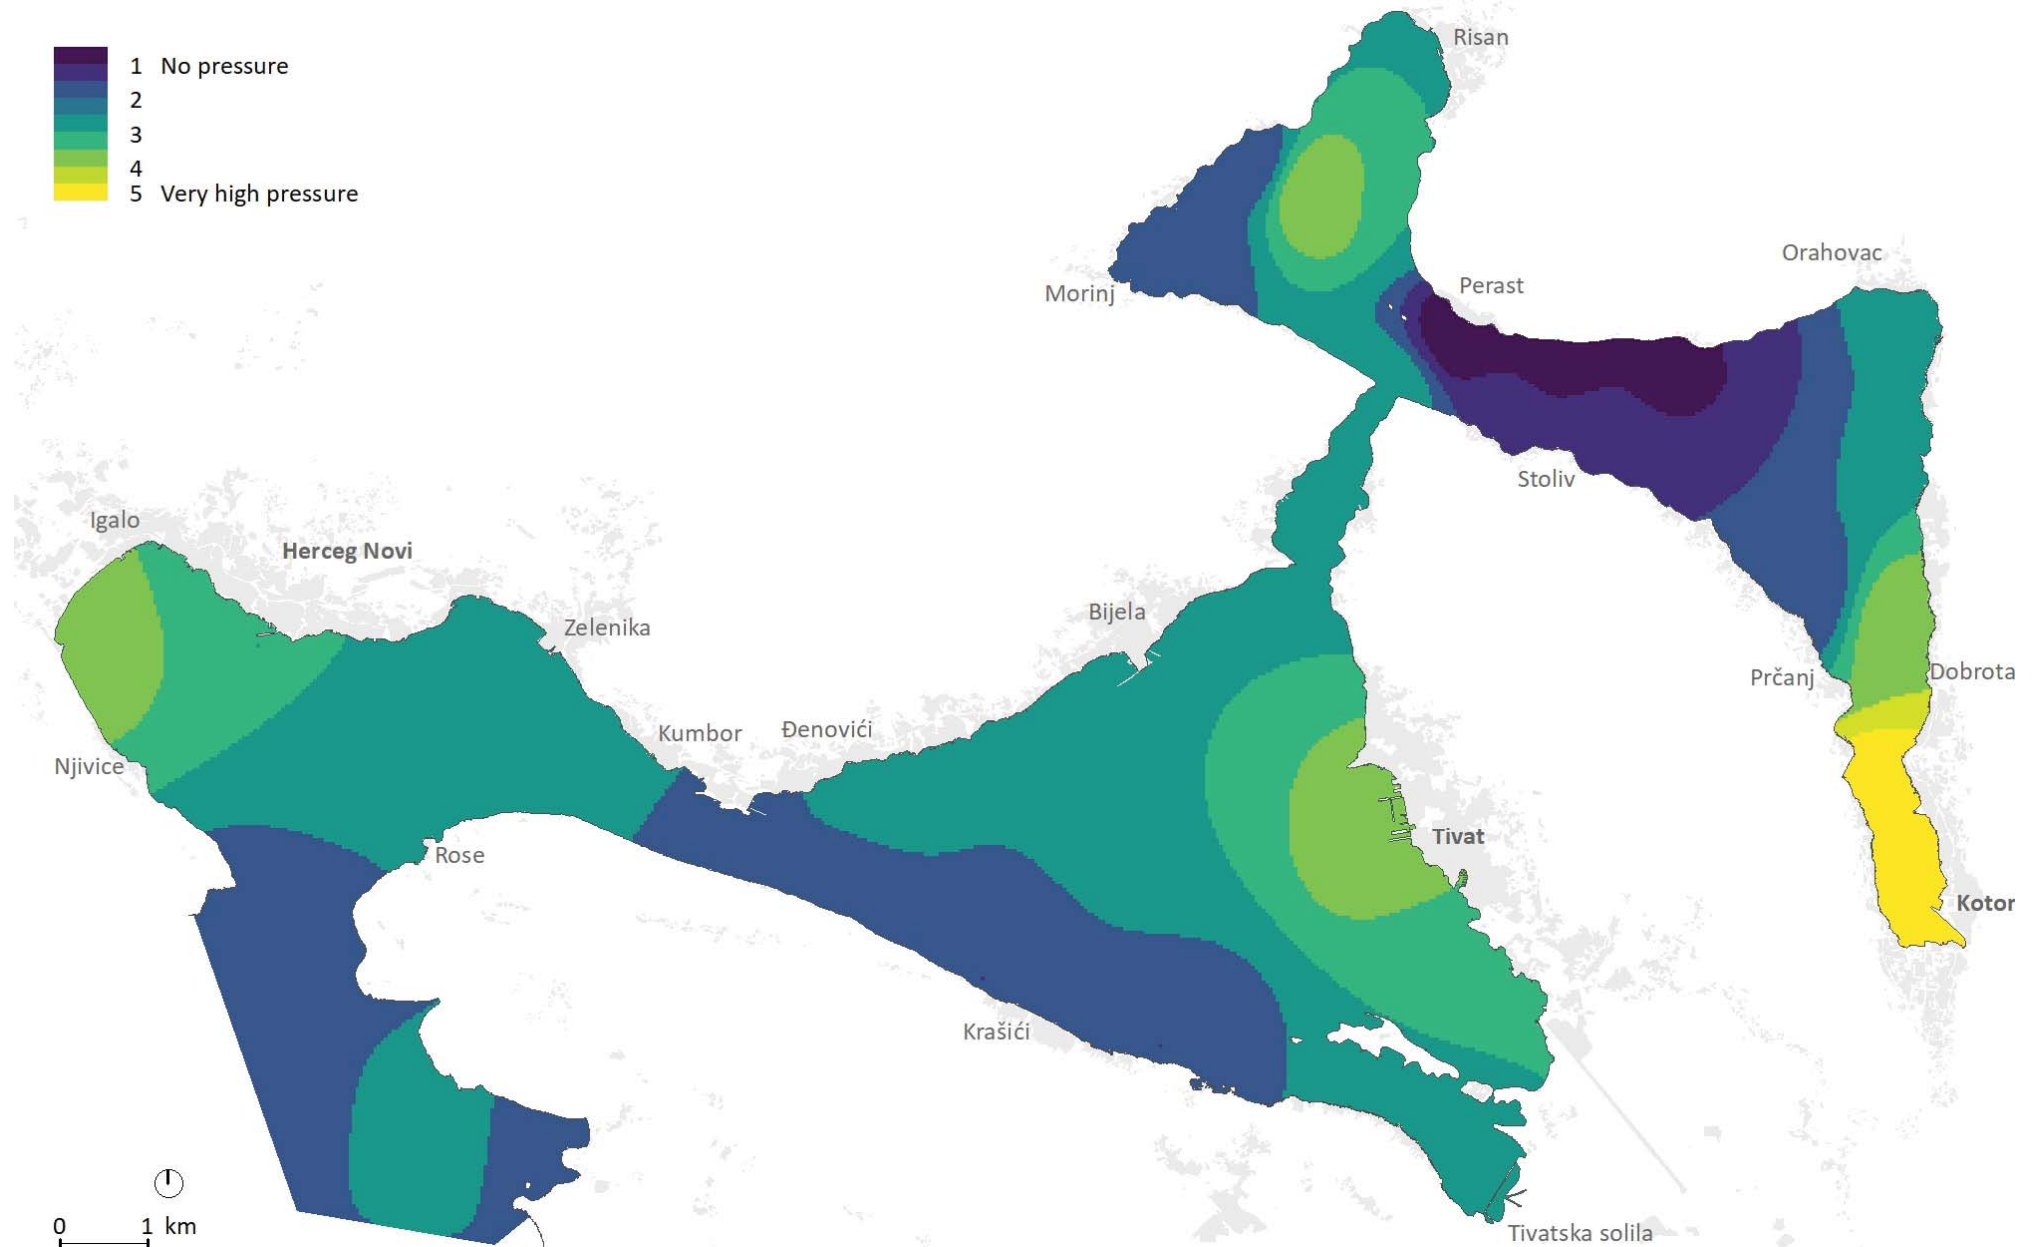 1 No pressure
2
3
4
5 Very high pressure
Risan
Orahovac
Perast
Morinj
Stoliv
Igalo
Herceg Novi
Zelenika
Bijela
Prčanj
Dobrota
Kumbor
Đenovići
Njivice
Tivat
Rose
Kotor
Krašići
0 1 km
Tivatska solila